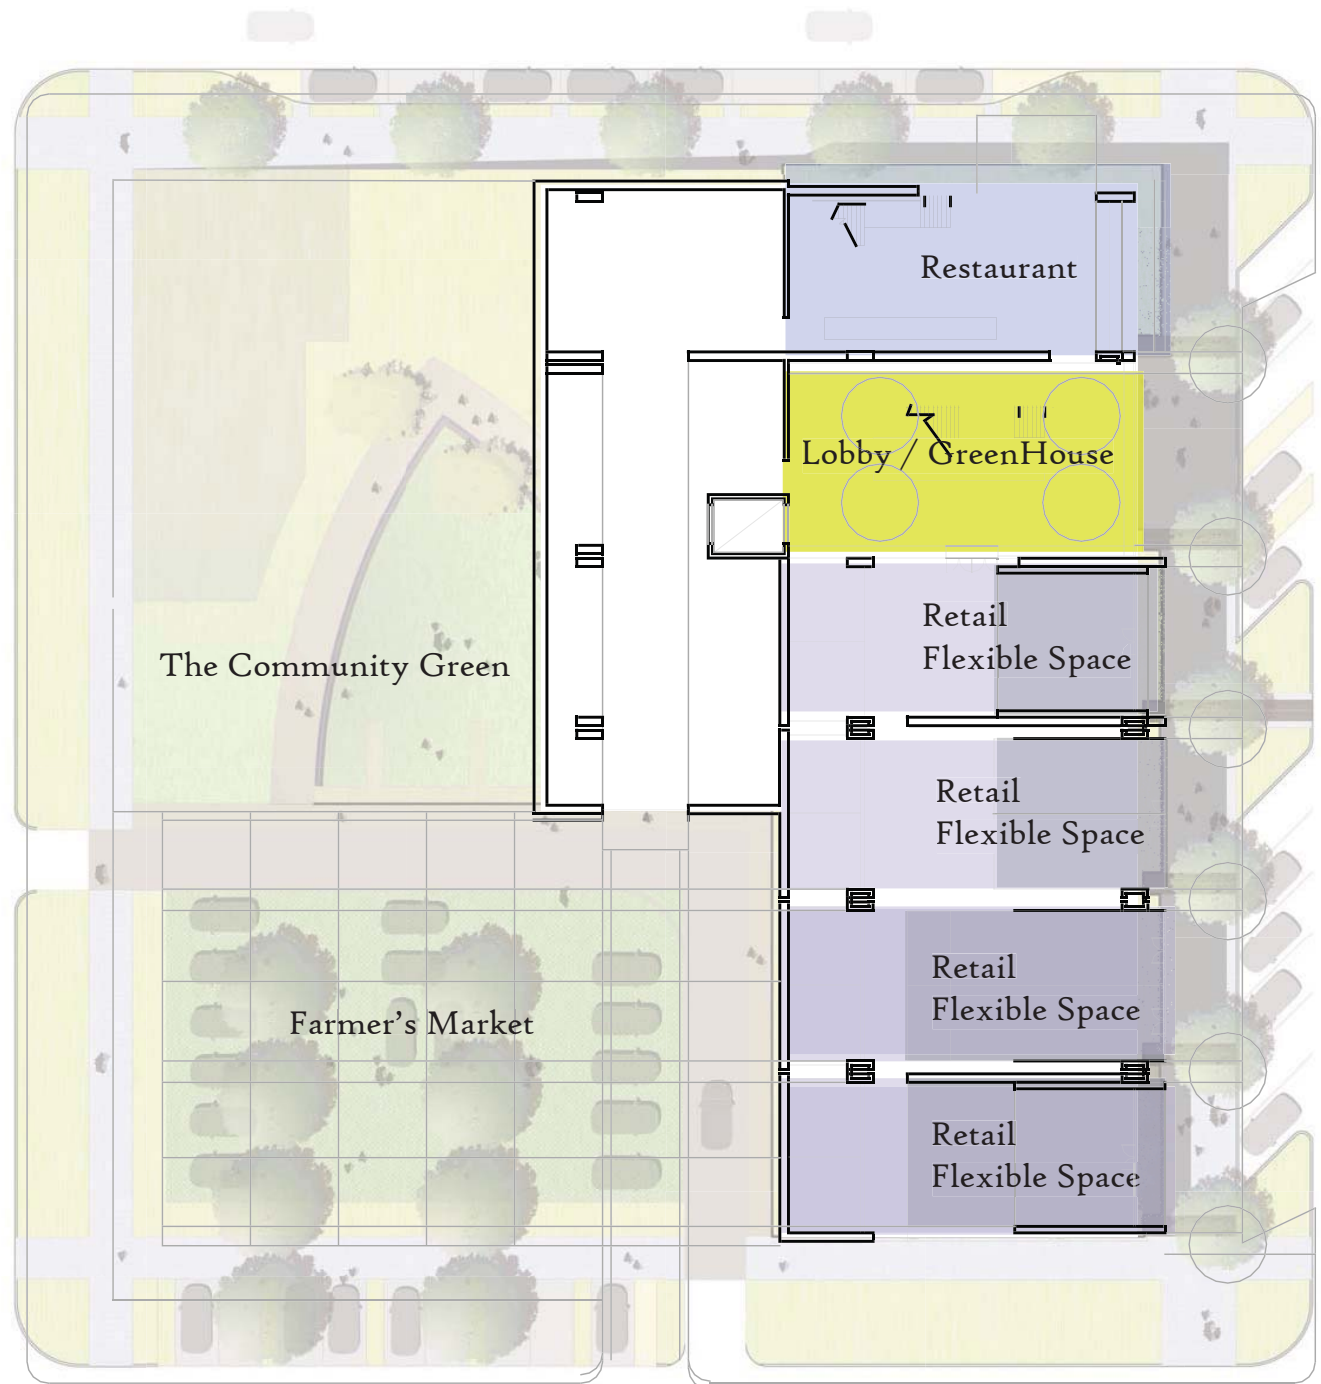 Restaurant
Lobby / GreenHouse
Retail
Flexible Space
The Community Green
Retail
Flexible Space
Retail
Flexible Space
Farmer's Market
Retail
Flexible Space